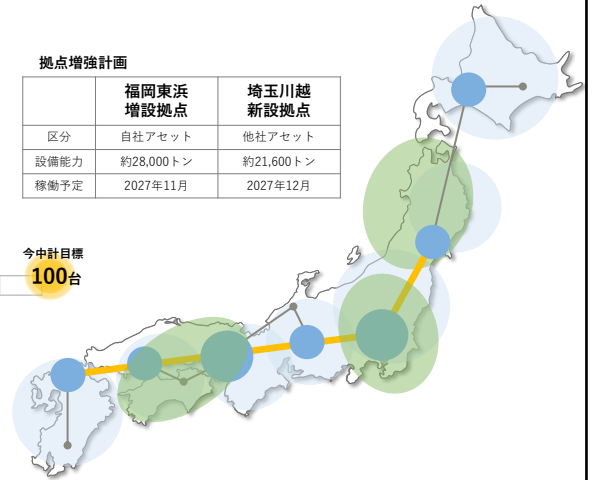 拠点増強計画
福岡東浜 埼玉川越
増設拠点 新設拠点
区分 自社アセット 他社アセット
設備能力 約28,000トン 約21,600トン
稼働予定 2027年11月 2027年12月
今中計目標
100台